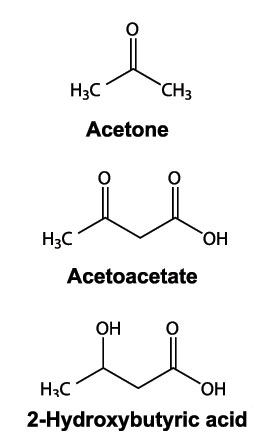 O
H₃C CH₃
Acetone
O O
H₃C OH
Acetoacetate
OH O
H₃C OH
2-Hydroxybutyric acid